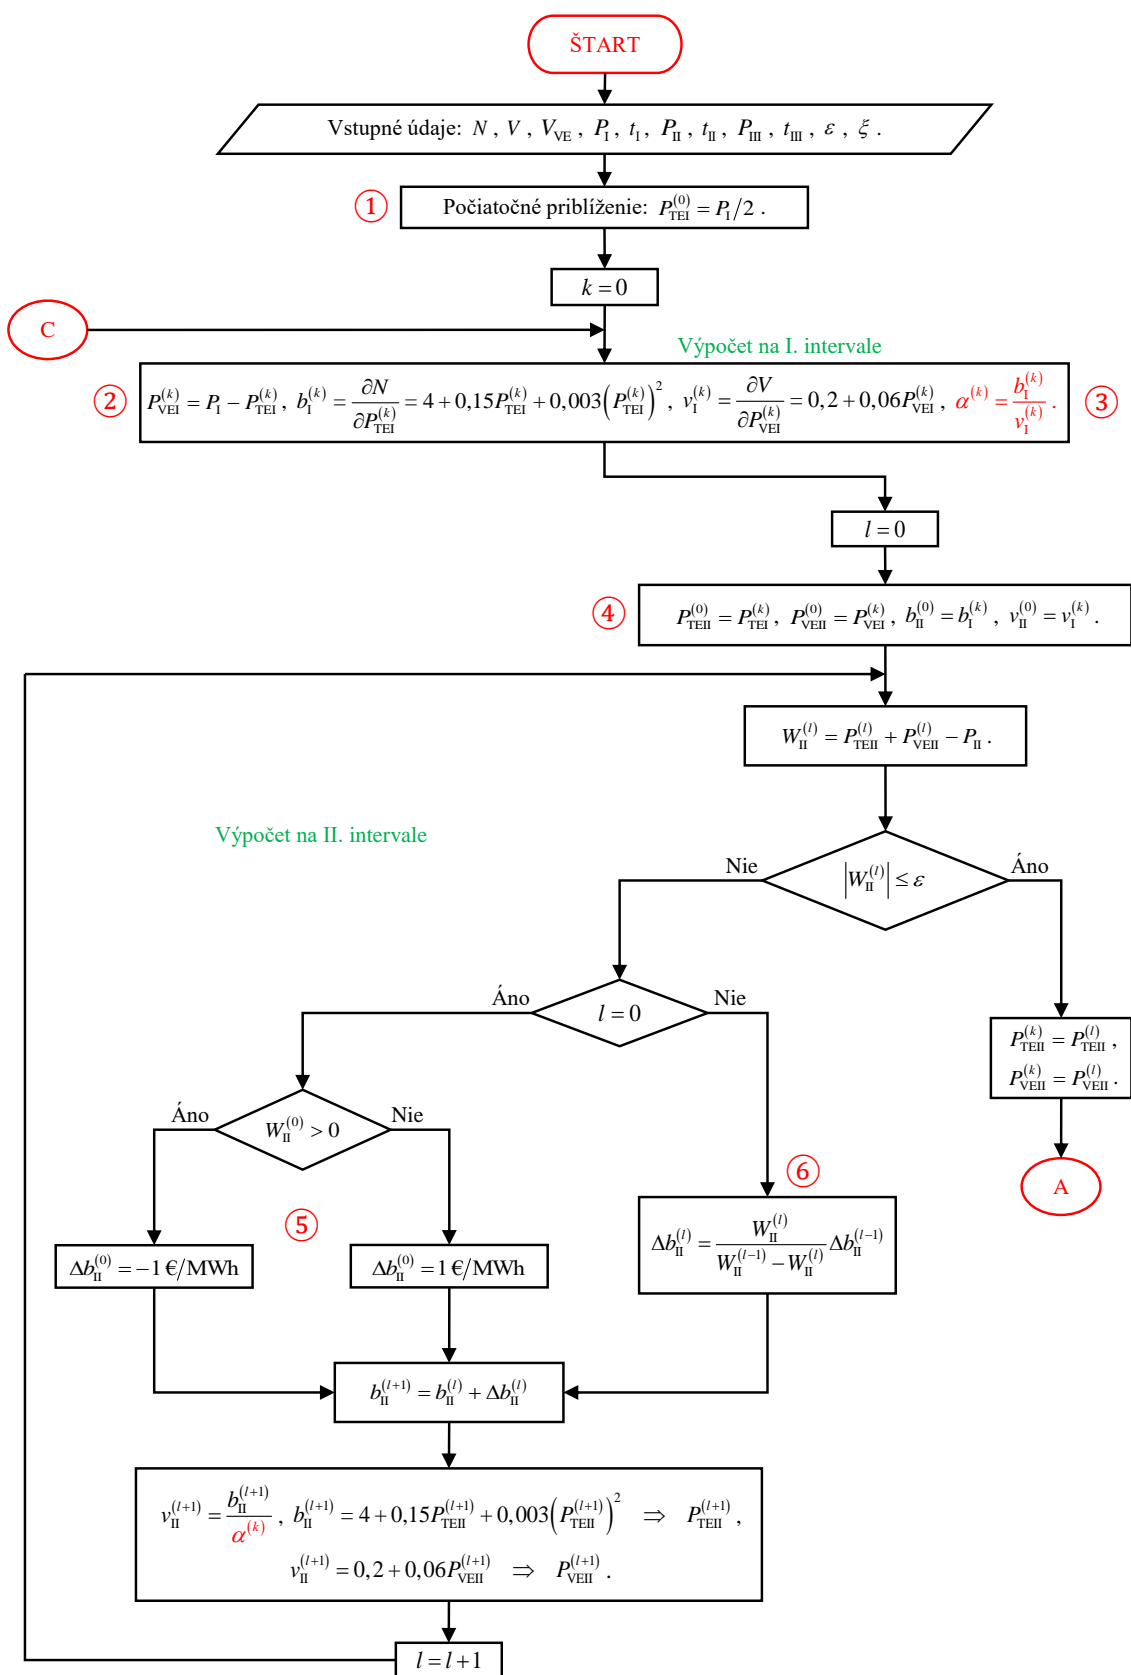 ŠTART
Vstupné údaje: N , V , V_VE , P_I , t_I , P_II , t_II , P_III , t_III , ε , ξ .
① Počiatočné priblíženie: P_TEI^(0) = P_I/2 .
k = 0
C
Výpočet na I. intervale
② P_VEI^(k) = P_I − P_TEI^(k) , b_I^(k) = ∂N/∂P_TEI^(k) = 4 + 0,15P_TEI^(k) + 0,003(P_TEI^(k))^2 , v_I^(k) = ∂V/∂P_VEI^(k) = 0,2 + 0,06P_VEI^(k) , α^(k) = b_I^(k)/v_I^(k) . ③
l = 0
④ P_TEII^(0) = P_TEI^(k) , P_VEII^(0) = P_VEI^(k) , b_II^(0) = b_I^(k) , v_II^(0) = v_I^(k) .
W_II^(l) = P_TEII^(l) + P_VEII^(l) − P_II .
Výpočet na II. intervale
Nie |W_II^(l)| ≤ ε Áno
Áno l = 0 Nie
P_TEII^(k) = P_TEII^(l) ,
P_VEII^(k) = P_VEII^(l) .
Áno W_II^(0) > 0 Nie
A
⑤
⑥
Δb_II^(0) = −1 €/MWh
Δb_II^(0) = 1 €/MWh
Δb_II^(l) = W_II^(l)/(W_II^(l−1) − W_II^(l)) Δb_II^(l−1)
b_II^(l+1) = b_II^(l) + Δb_II^(l)
v_II^(l+1) = b_II^(l+1)/α^(k) , b_II^(l+1) = 4 + 0,15P_TEII^(l+1) + 0,003(P_TEII^(l+1))^2 ⇒ P_TEII^(l+1) ,
v_II^(l+1) = 0,2 + 0,06P_VEII^(l+1) ⇒ P_VEII^(l+1) .
l = l + 1